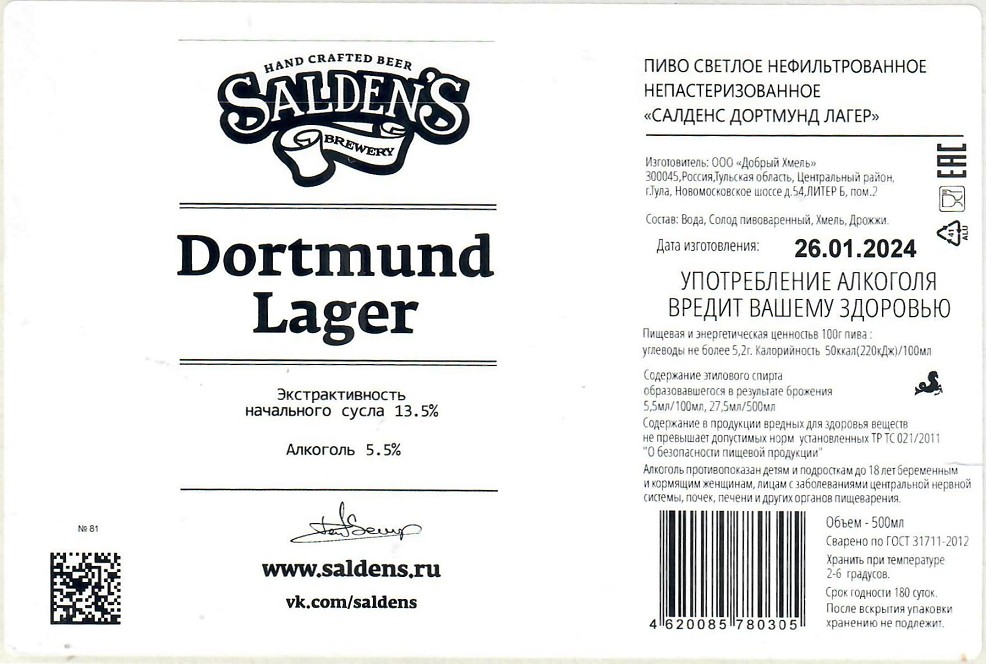 HAND CRAFTED BEER
SALDEN'S
BREWERY
Dortmund
Lager
Экстрактивность
начального сусла 13.5%
Алкоголь 5.5%
www.saldens.ru
vk.com/saldens
№ 81
ПИВО СВЕТЛОЕ НЕФИЛЬТРОВАННОЕ
НЕПАСТЕРИЗОВАННОЕ
«САЛДЕНС ДОРТМУНД ЛАГЕР»
Изготовитель: ООО «Добрый Хмель»
300045,Россия,Тульская область, Центральный район,
г.Тула, Новомосковское шоссе д.54,ЛИТЕР Б, пом.2
EAC
Состав: Вода, Солод пивоваренный, Хмель, Дрожжи.
41
ALU
Дата изготовления: 26.01.2024
УПОТРЕБЛЕНИЕ АЛКОГОЛЯ
ВРЕДИТ ВАШЕМУ ЗДОРОВЬЮ
Пищевая и энергетическая ценностьв 100г пива :
углеводы не более 5,2г. Калорийность 50ккал(220кДж)/100мл
Содержание этилового спирта
образовавшегося в результате брожения
5,5мл/100мл, 27,5мл/500мл
Содержание в продукции вредных для здоровья веществ
не превышает допустимых норм установленных ТР ТС 021/2011
"О безопасности пищевой продукции"
Алкоголь противопоказан детям и подросткам до 18 лет беременным
и кормящим женщинам, лицам с заболеваниями центральной нервной
системы, почек, печени и других органов пищеварения.
Объем - 500мл
Сварено по ГОСТ 31711-2012
Хранить при температуре
2-6 градусов.
Срок годности 180 суток.
После вскрытия упаковки
хранению не подлежит.
4 620085 780305